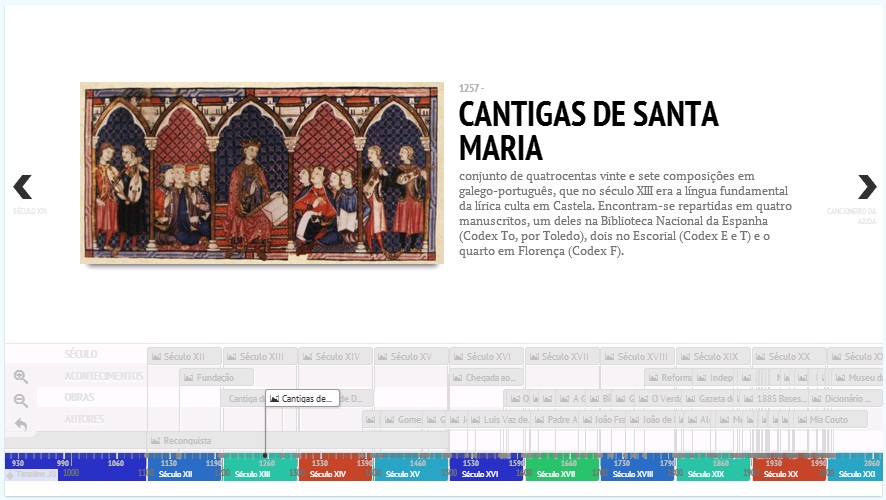 1257 -
CANTIGAS DE SANTA
MARIA
conjunto de quatrocentas vinte e sete composições em
galego-português, que no século XIII era a língua fundamental
da lírica culta em Castela. Encontram-se repartidas em quatro
manuscritos, um deles na Biblioteca Nacional da Espanha
(Codex To, por Toledo), dois no Escorial (Codex E e T) e o
quarto em Florença (Codex F).
SÉCULO XIV
CANCIONEIRO DA
AJUDA
SÉCULO Século XII Século XIII Século XIV Século XV Século XVI Século XVII Século XVIII Século XIX Século XX Século XX
ACONTECIMENTOS Fundação Chegada ao... Reforma Indep Museu d
OBRAS Cantiga d Cantigas de... de D... O A G O Verd Gazeta d 1885 Bases... Dicionário ...
AUTORES Gome Luís Vaz de Padre A João Fra João de Mia Couto
Reconquista
930 990 1060 1130 1190 1260 1330 1390 1460 1530 1590 1660 1730 1790 1860 1930 1990 2060
Timeline JS 1000 Século XII Século XIII Século XIV Século XV Século XVI Século XVII Século XVIII Século XIX Século XX Século XXI